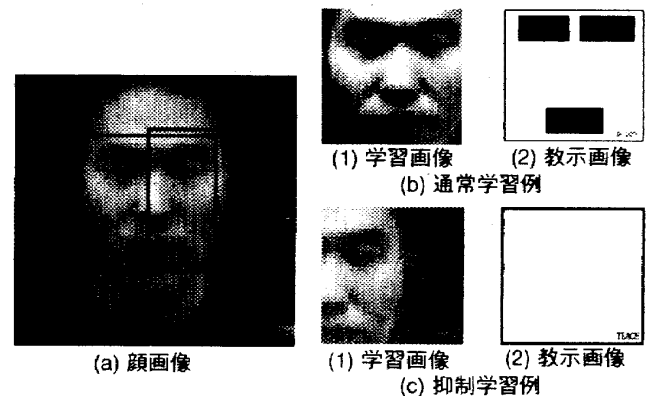 (1) 学習画像
(2) 教示画像
(b) 通常学習例
(a) 顔画像
(1) 学習画像
(2) 教示画像
(c) 抑制学習例